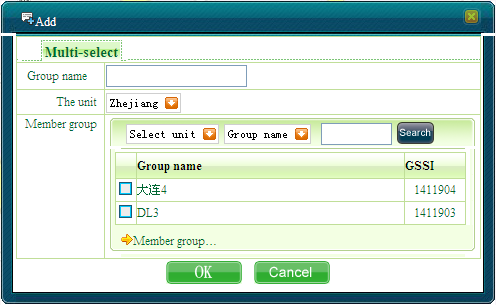 Add
Multi-select
Group name
The unit Zhejiang
Member group
Select unit Group name Search
Group name GSSI
大连4 1411904
DL3 1411903
Member group...
OK Cancel